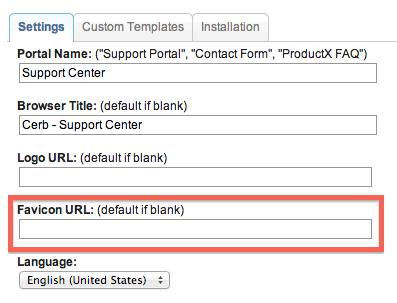 Settings Custom Templates Installation
Portal Name: ("Support Portal", "Contact Form", "ProductX FAQ")
Support Center
Browser Title: (default if blank)
Cerb - Support Center
Logo URL: (default if blank)
Favicon URL: (default if blank)
Language:
English (United States)